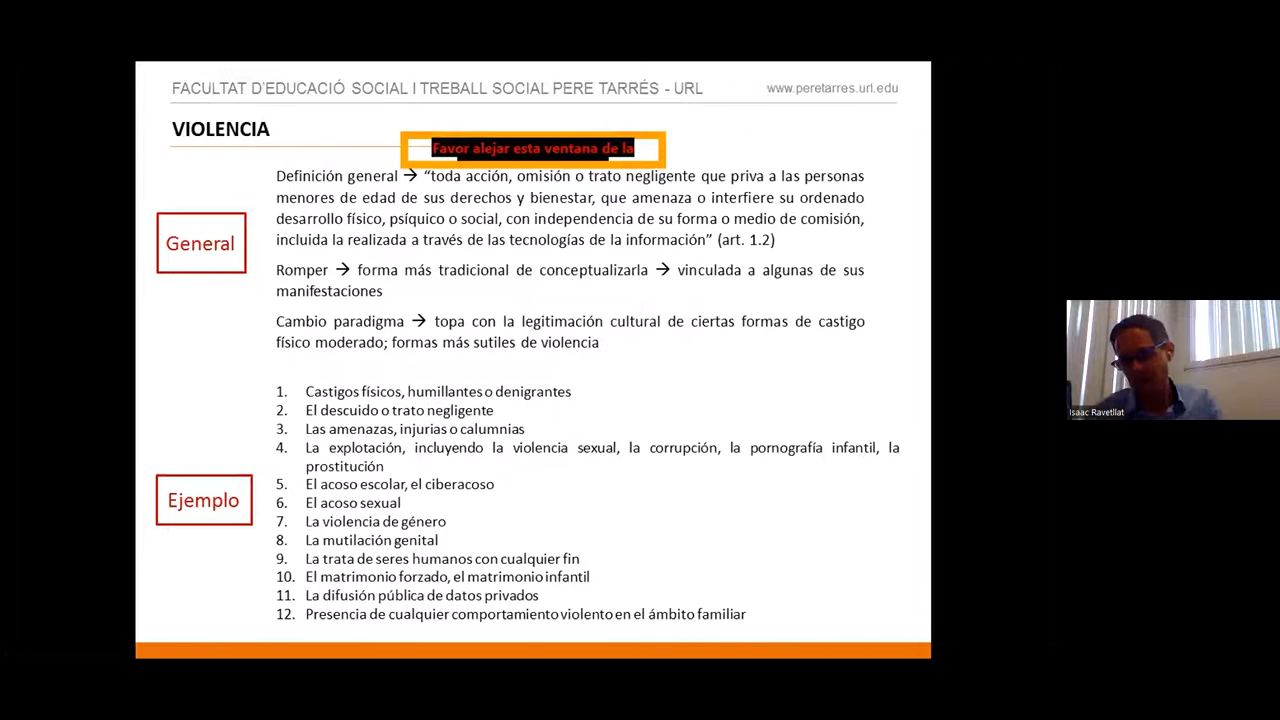 FACULTAT D'EDUCACIÓ SOCIAL I TREBALL SOCIAL PERE TARRÉS - URL
www.peretarres.url.edu
VIOLENCIA
Favor alejar esta ventana de la
Definición general → “toda acción, omisión o trato negligente que priva a las personas
menores de edad de sus derechos y bienestar, que amenaza o interfiere su ordenado
desarrollo físico, psíquico o social, con independencia de su forma o medio de comisión,
incluida la realizada a través de las tecnologías de la información” (art. 1.2)
General
Romper → forma más tradicional de conceptualizarla → vinculada a algunas de sus
manifestaciones
Cambio paradigma → topa con la legitimación cultural de ciertas formas de castigo
físico moderado; formas más sutiles de violencia
1. Castigos físicos, humillantes o denigrantes
2. El descuido o trato negligente
3. Las amenazas, injurias o calumnias
4. La explotación, incluyendo la violencia sexual, la corrupción, la pornografía infantil, la
prostitución
5. El acoso escolar, el ciberacoso
6. El acoso sexual
Ejemplo
7. La violencia de género
8. La mutilación genital
9. La trata de seres humanos con cualquier fin
10. El matrimonio forzado, el matrimonio infantil
11. La difusión pública de datos privados
12. Presencia de cualquier comportamiento violento en el ámbito familiar
Isaac Ravetllat